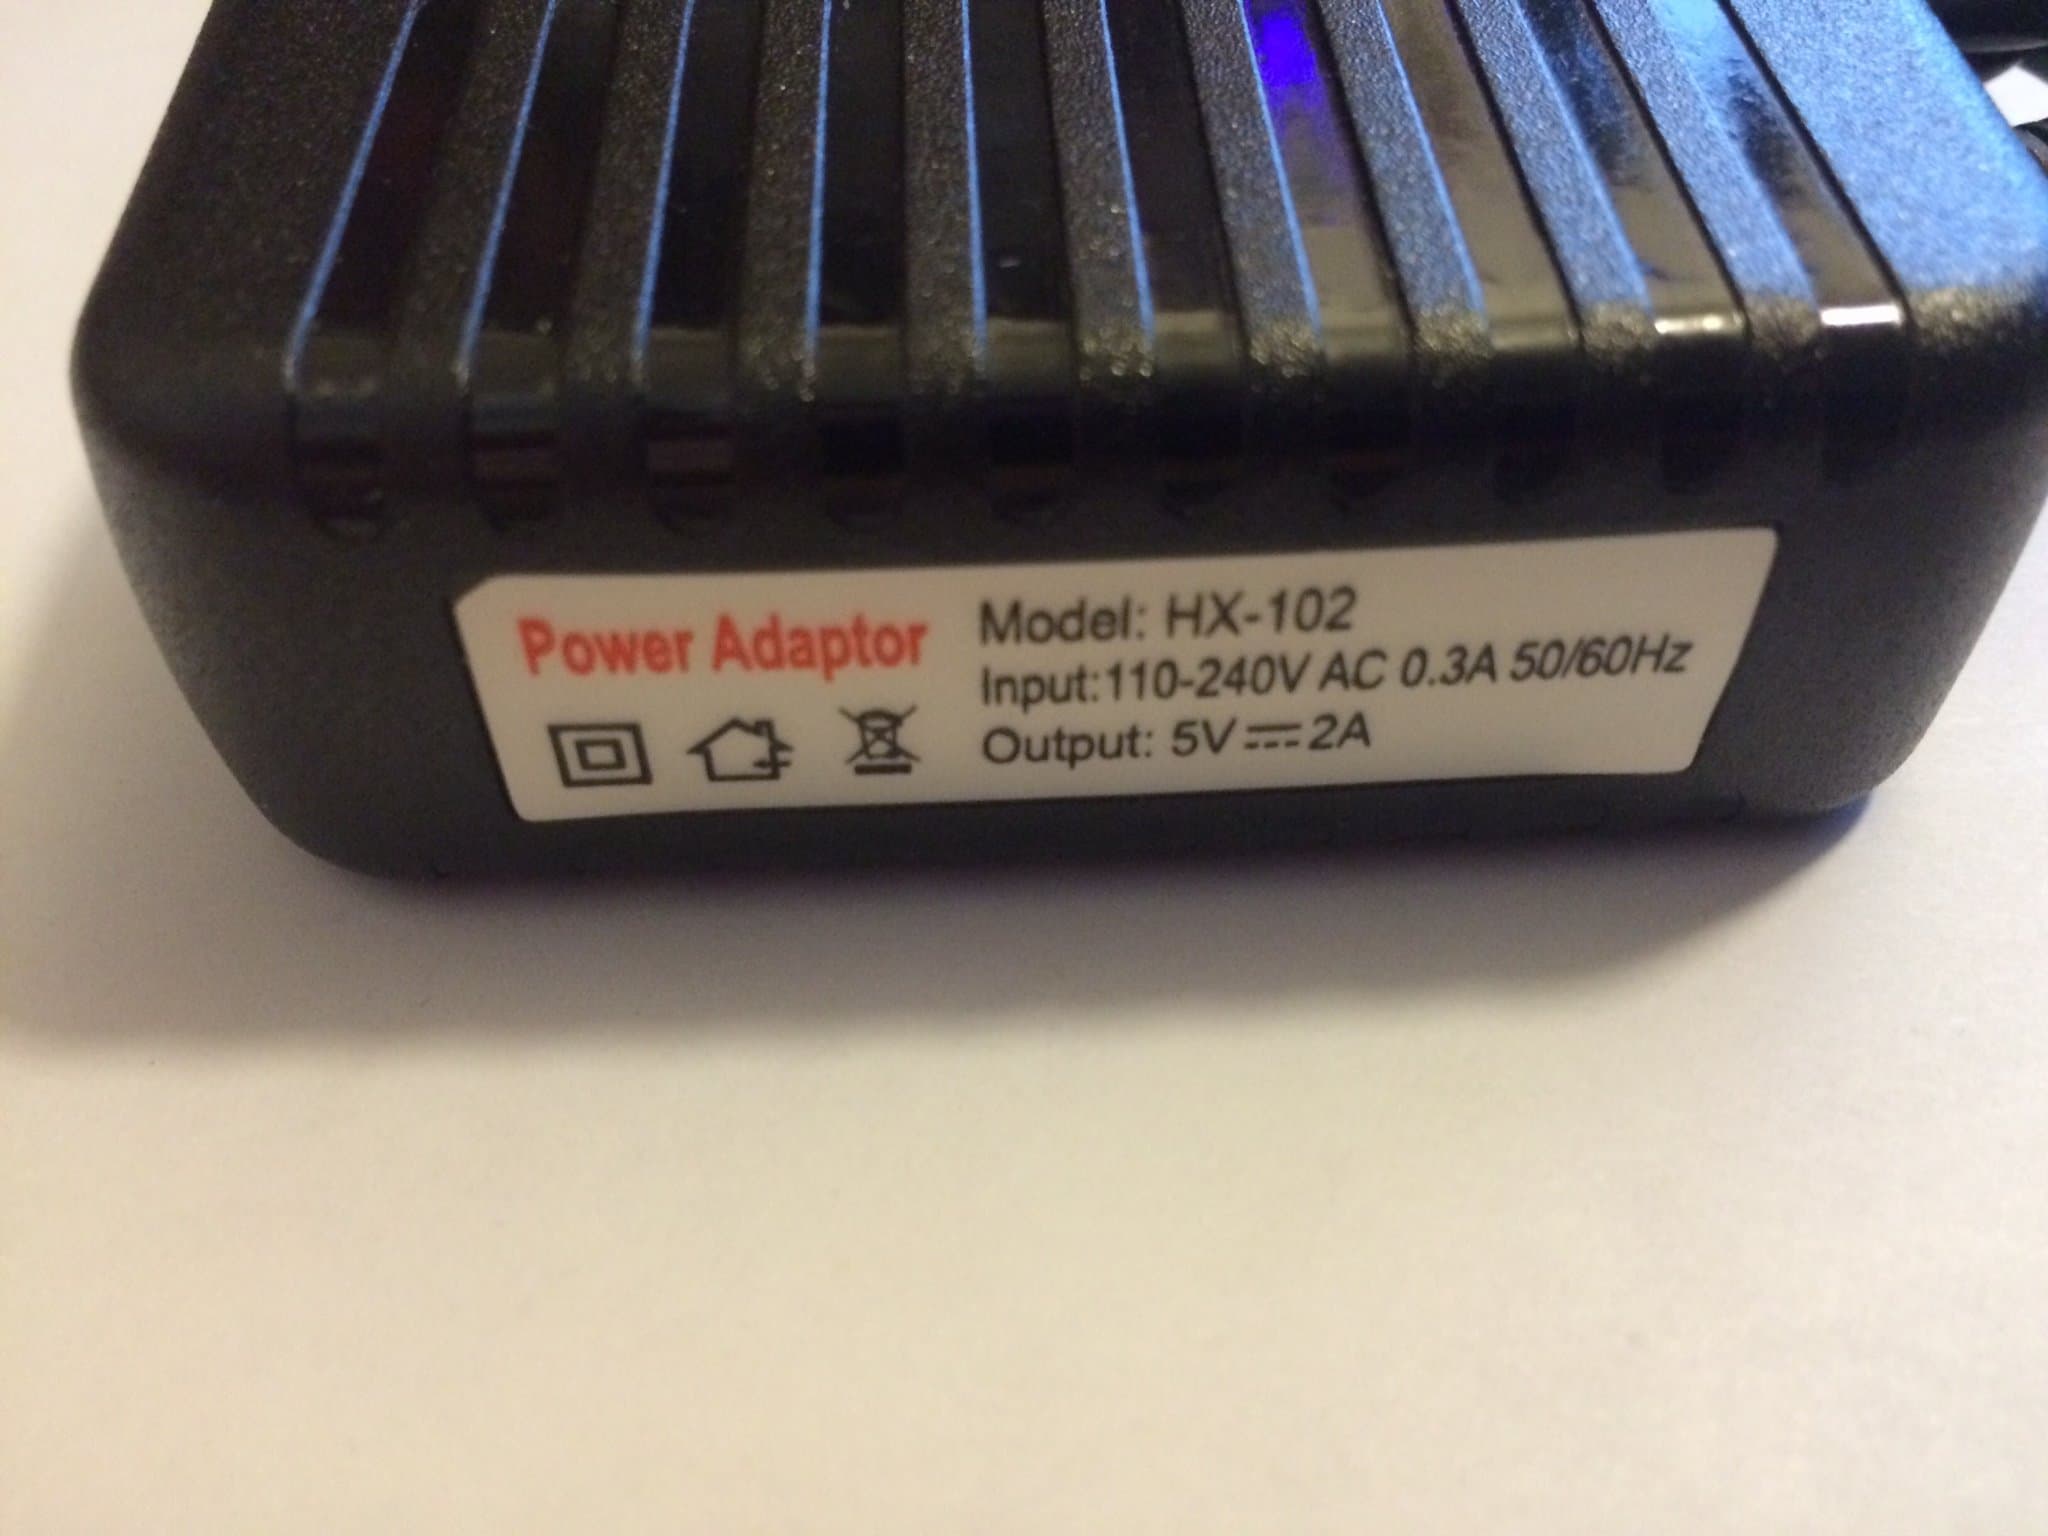 Power Adaptor
Model: HX-102
Input:110-240V AC 0.3A 50/60Hz
Output: 5V⎓2A